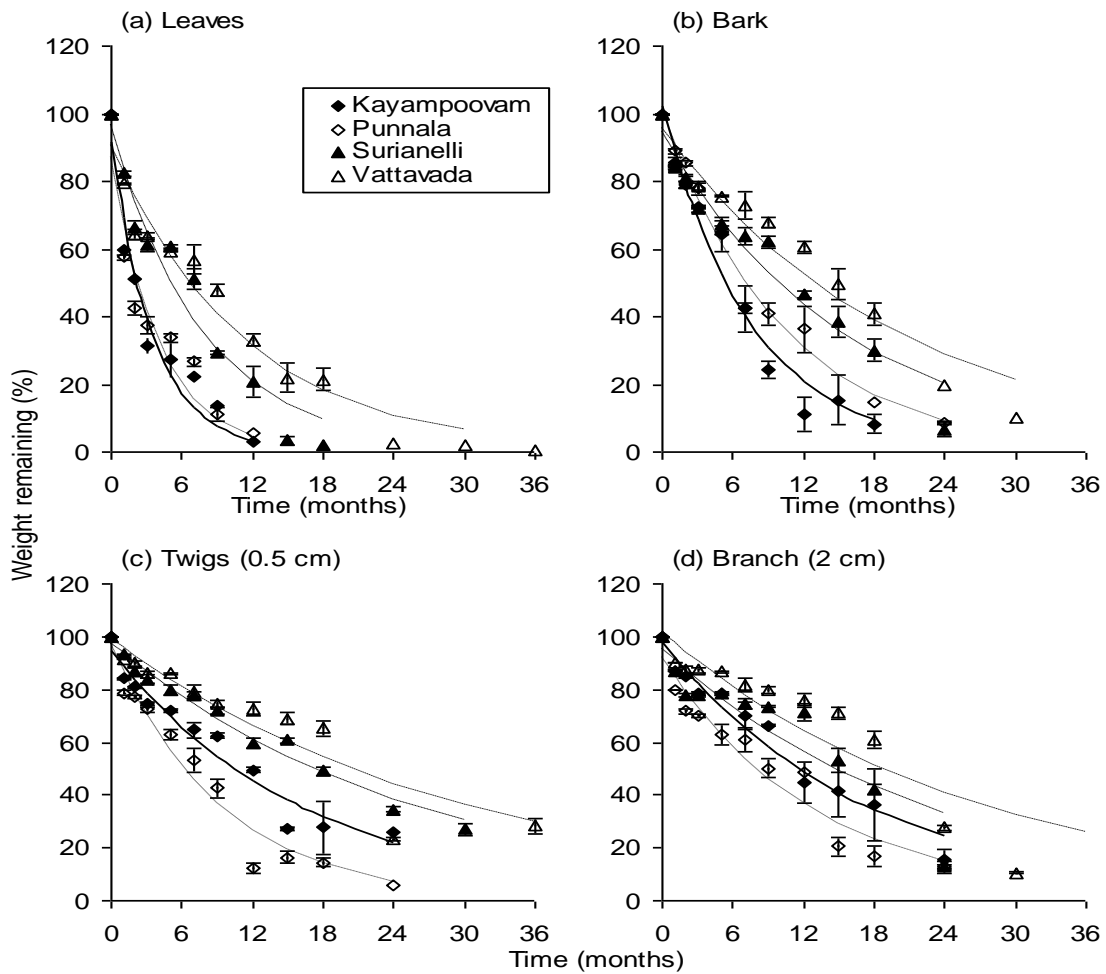 (a) Leaves
120
100
80
60
40
20
0
0 6 12 18 24 30 36
Time (months)
Kayampoovam
Punnala
Surianelli
Vattavada
(b) Bark
120
100
80
60
40
20
0
0 6 12 18 24 30 36
Time (months)
Weight remaining (%)
(c) Twigs (0.5 cm)
120
100
80
60
40
20
0
0 6 12 18 24 30 36
(d) Branch (2 cm)
120
100
80
60
40
20
0
0 6 12 18 24 30 36
Time (months)